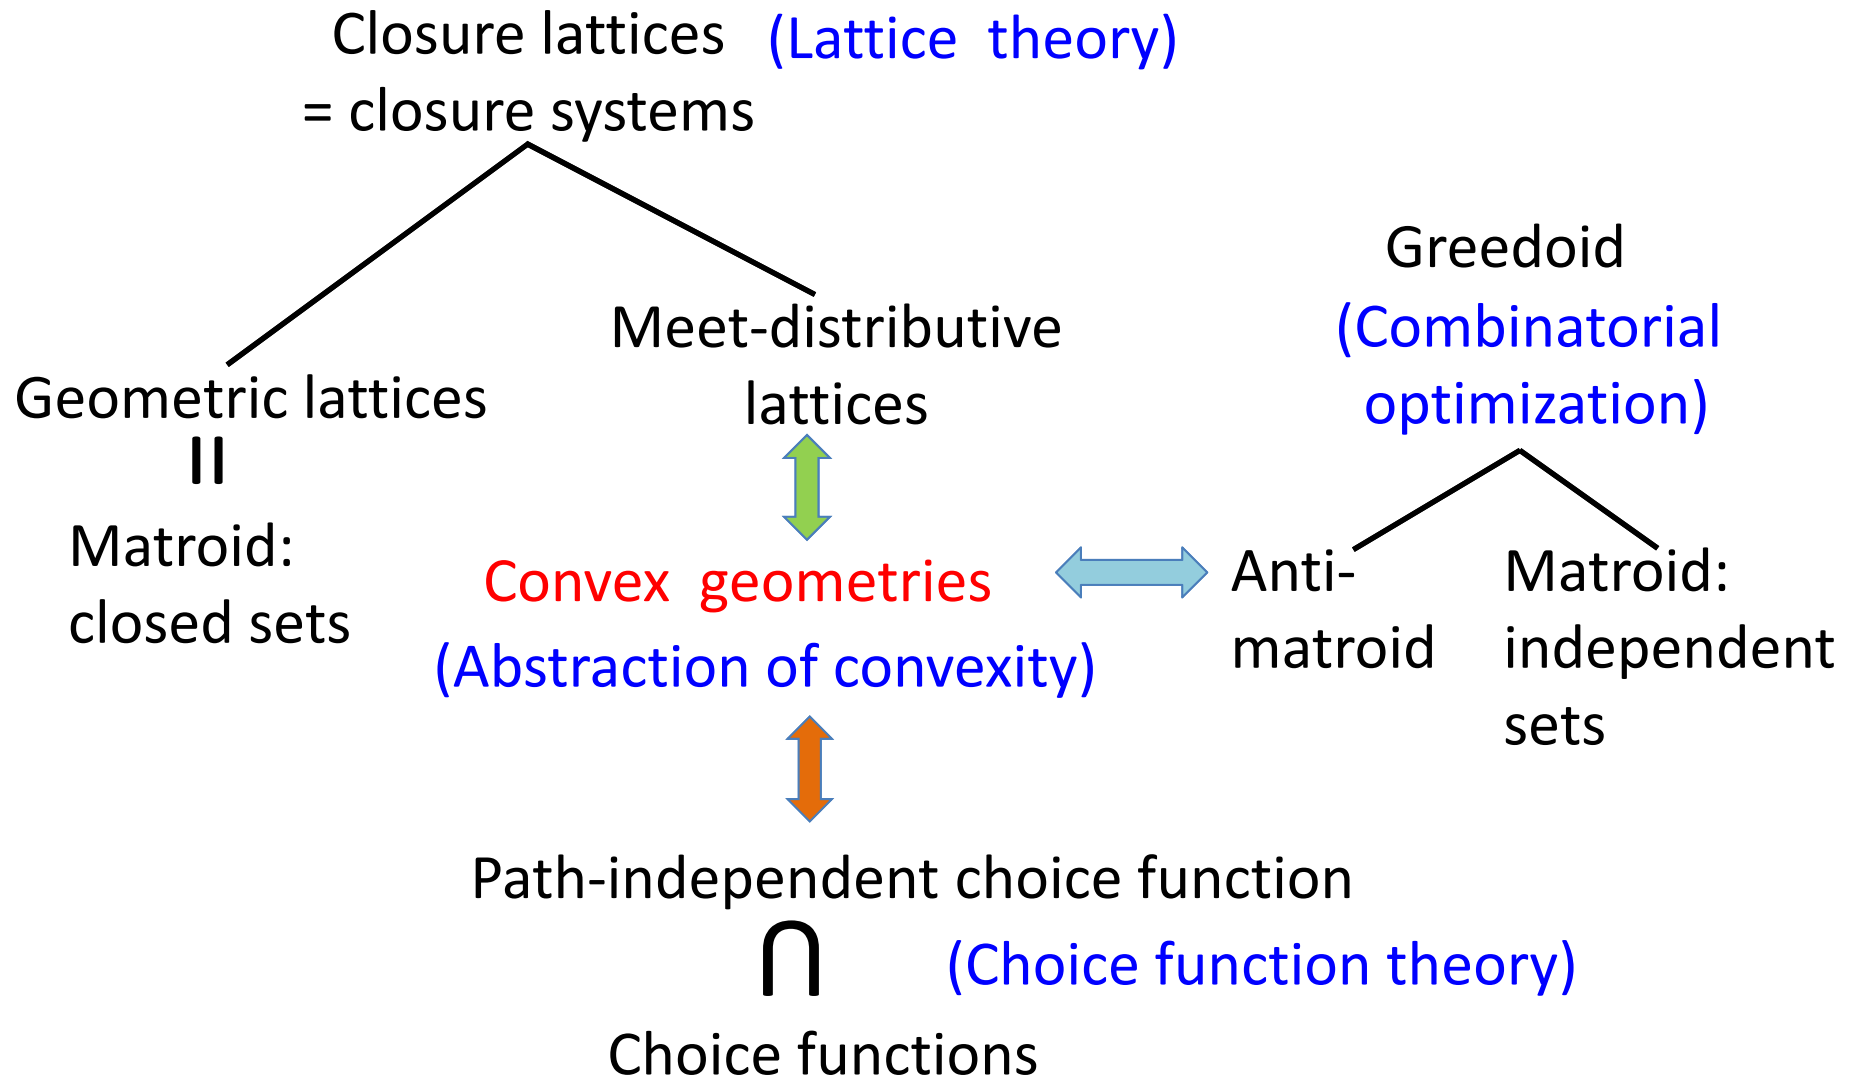 Closure lattices (Lattice theory)
= closure systems
Greedoid
(Combinatorial
optimization)
Meet-distributive
lattices
Geometric lattices
=
Matroid:
closed sets
Convex geometries
(Abstraction of convexity)
Anti-
matroid
Matroid:
independent
sets
Path-independent choice function
∩
(Choice function theory)
Choice functions